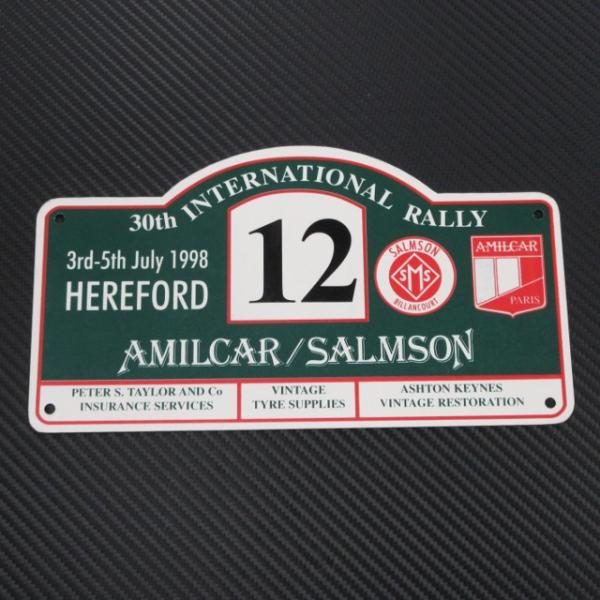 30th INTERNATIONAL RALLY
3rd-5th July 1998
HEREFORD
12
SALMSON
SMS
BILLANCOURT
AMILCAR
PARIS
AMILCAR/SALMSON
PETER S. TAYLOR AND Co
INSURANCE SERVICES
VINTAGE
TYRE SUPPLIES
ASHTON KEYNES
VINTAGE RESTORATION